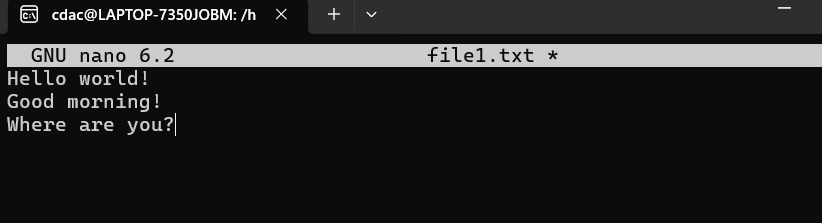 cdac@LAPTOP-7350JOBM: /h
GNU nano 6.2 file1.txt *
Hello world!
Good morning!
Where are you?